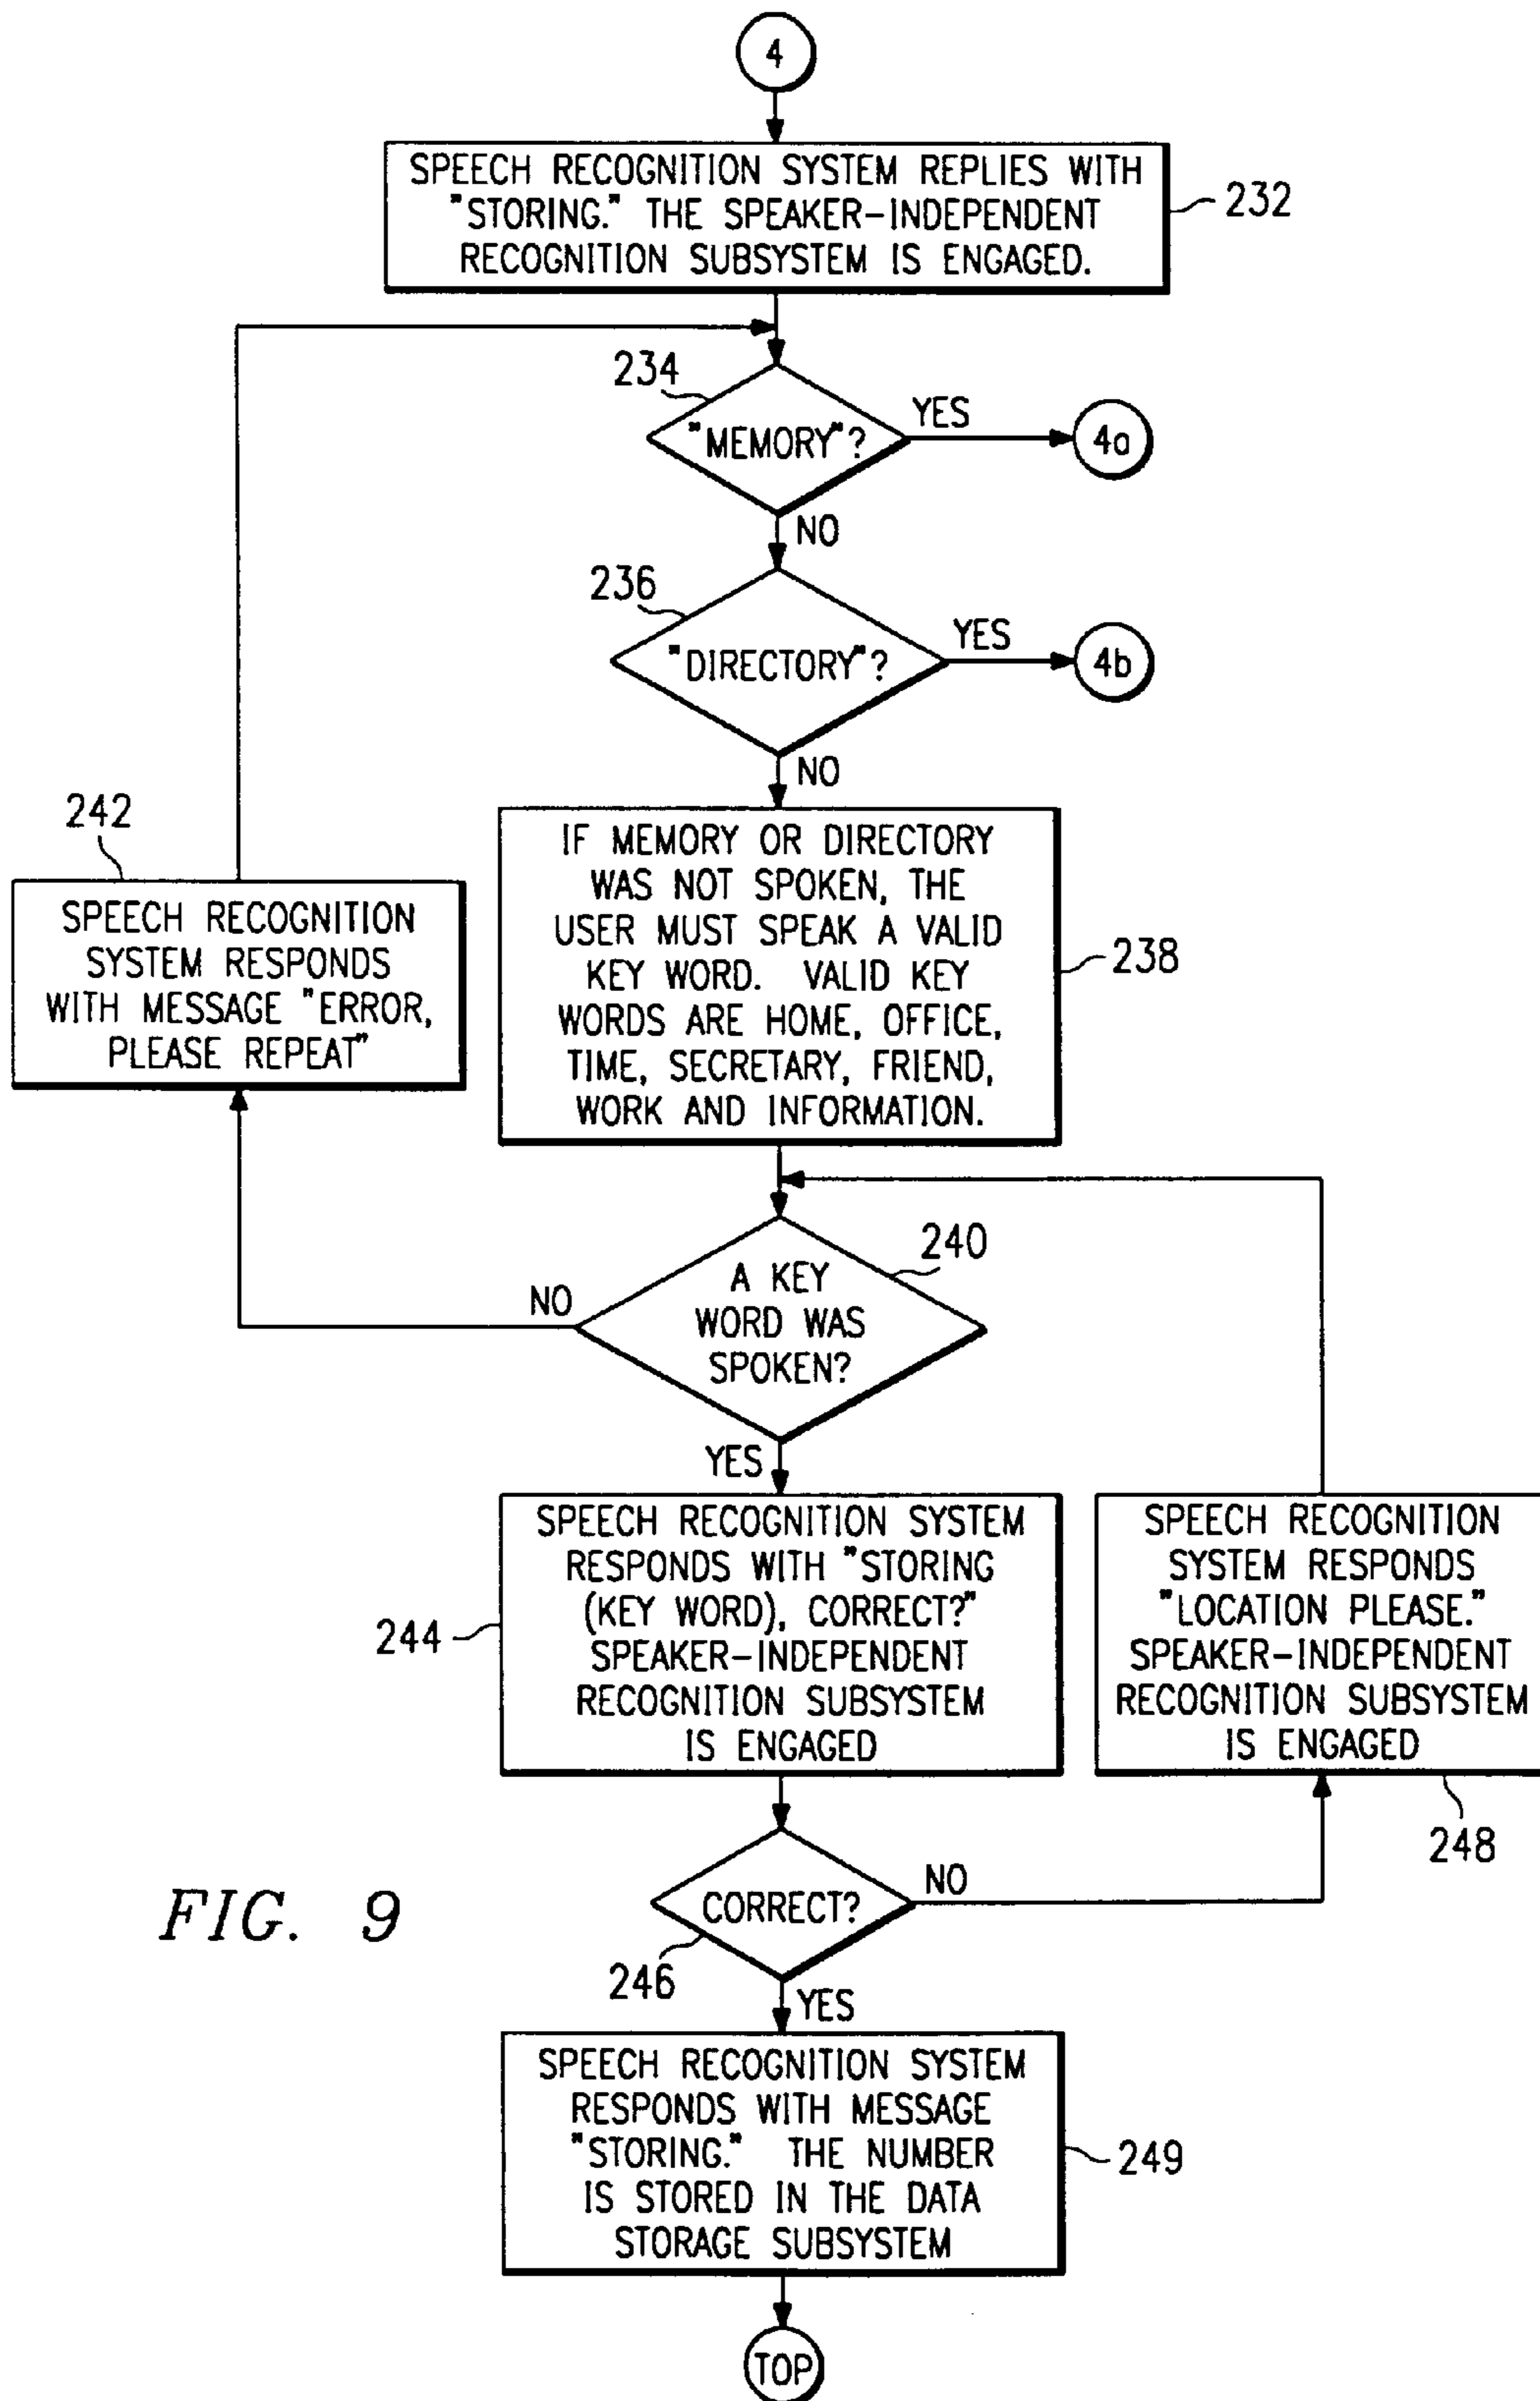 4
SPEECH RECOGNITION SYSTEM REPLIES WITH
"STORING." THE SPEAKER-INDEPENDENT
RECOGNITION SUBSYSTEM IS ENGAGED.
232
234
"MEMORY"?
YES
4a
NO
236
"DIRECTORY"?
YES
4b
NO
242
SPEECH RECOGNITION
SYSTEM RESPONDS
WITH MESSAGE "ERROR,
PLEASE REPEAT"
IF MEMORY OR DIRECTORY
WAS NOT SPOKEN, THE
USER MUST SPEAK A VALID
KEY WORD. VALID KEY
WORDS ARE HOME, OFFICE,
TIME, SECRETARY, FRIEND,
WORK AND INFORMATION.
238
240
A KEY
WORD WAS
SPOKEN?
NO
YES
244
SPEECH RECOGNITION SYSTEM
RESPONDS WITH "STORING
(KEY WORD), CORRECT?"
SPEAKER-INDEPENDENT
RECOGNITION SUBSYSTEM
IS ENGAGED
SPEECH RECOGNITION
SYSTEM RESPONDS
"LOCATION PLEASE."
SPEAKER-INDEPENDENT
RECOGNITION SUBSYSTEM
IS ENGAGED
248
CORRECT?
NO
246
YES
FIG. 9
SPEECH RECOGNITION SYSTEM
RESPONDS WITH MESSAGE
"STORING." THE NUMBER
IS STORED IN THE DATA
STORAGE SUBSYSTEM
249
TOP